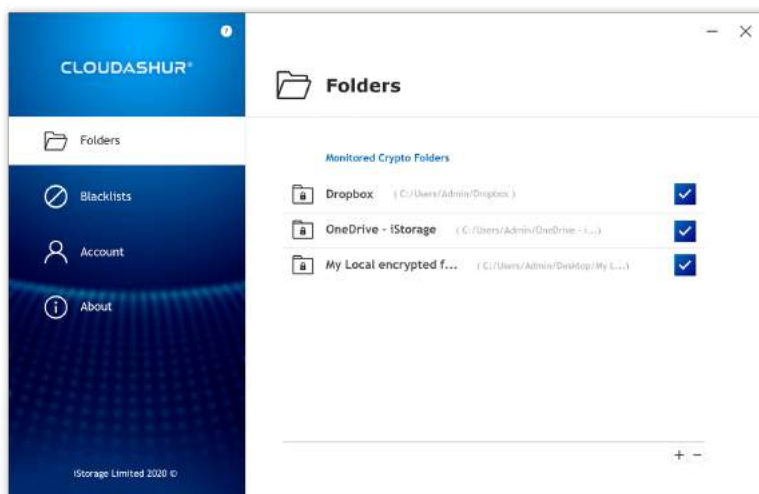 ?
CLOUDASHUR®
Folders
Blacklists
Account
About
iStorage Limited 2020 ©
Folders
Monitored Crypto Folders
Dropbox ( C:/Users/Admin/Dropbox )
OneDrive - iStorage ( C:/Users/Admin/OneDrive - i...)
My Local encrypted f... ( C:/Users/Admin/Desktop/My L...)
+ -